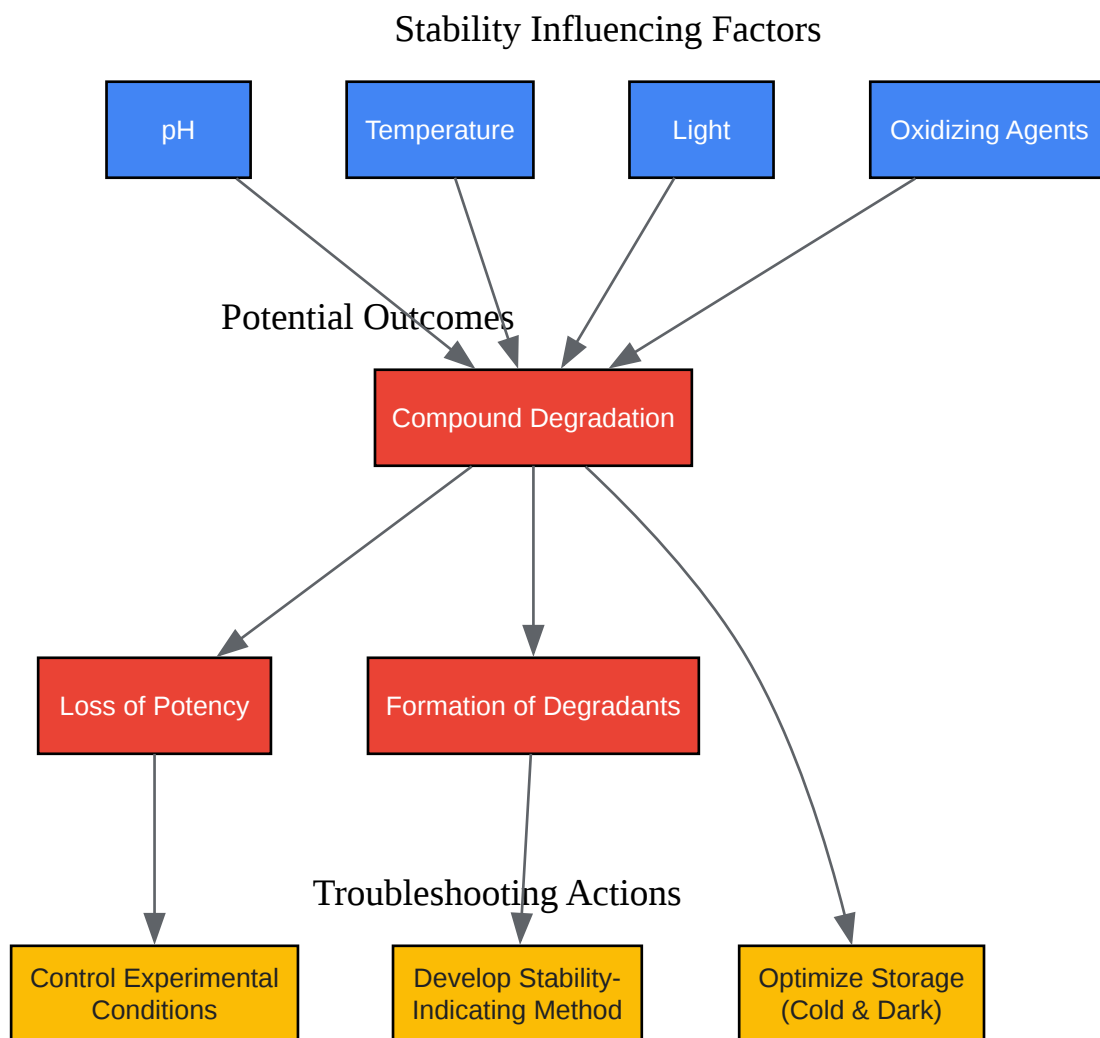 Stability Influencing Factors
pH
Temperature
Light
Oxidizing Agents
Potential Outcomes
Compound Degradation
Loss of Potency
Formation of Degradants
Troubleshooting Actions
Control Experimental
Conditions
Develop Stability-
Indicating Method
Optimize Storage
(Cold & Dark)